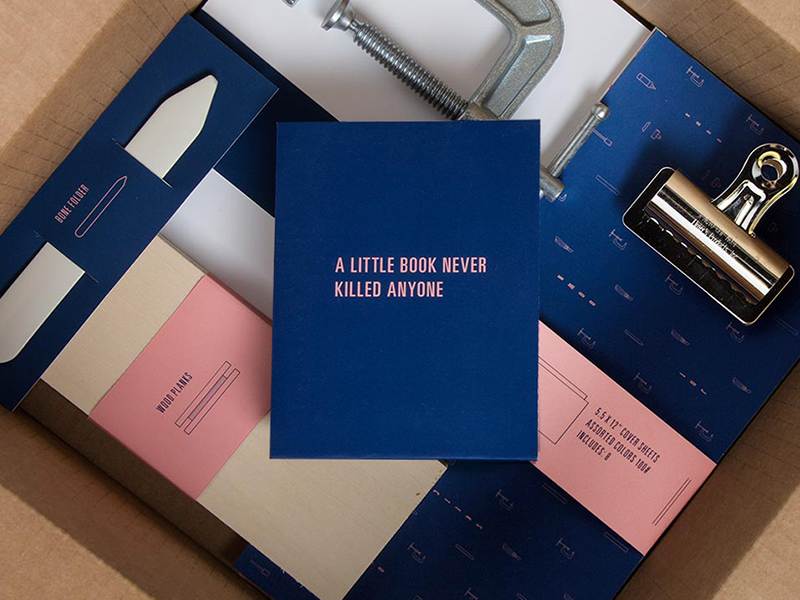 BONE FOLDER
A LITTLE BOOK NEVER
KILLED ANYONE
WOOD PLANKS
5.5 X 12" COVER SHEETS
ASSORTED COLORS 100#
INCLUDES: 8